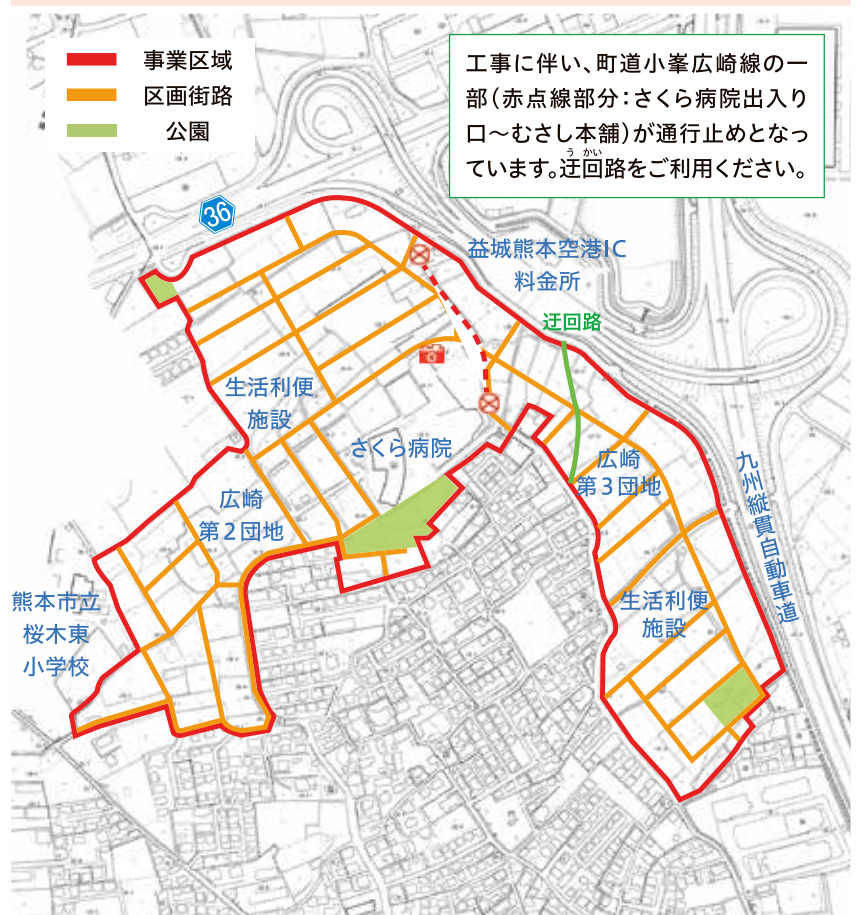 事業区域
区画街路
公園
工事に伴い、町道小峯広崎線の一
部(赤点線部分:さくら病院出入り
口〜むさし本舗)が通行止めとなっ
うかい
ています。迂回路をご利用ください。
36
益城熊本空港IC
料金所
迂回路
生活利便
施設
さくら病院
広崎
第3団地
九州縦貫自動車道
広崎
第2団地
熊本市立
桜木東
小学校
生活利便
施設